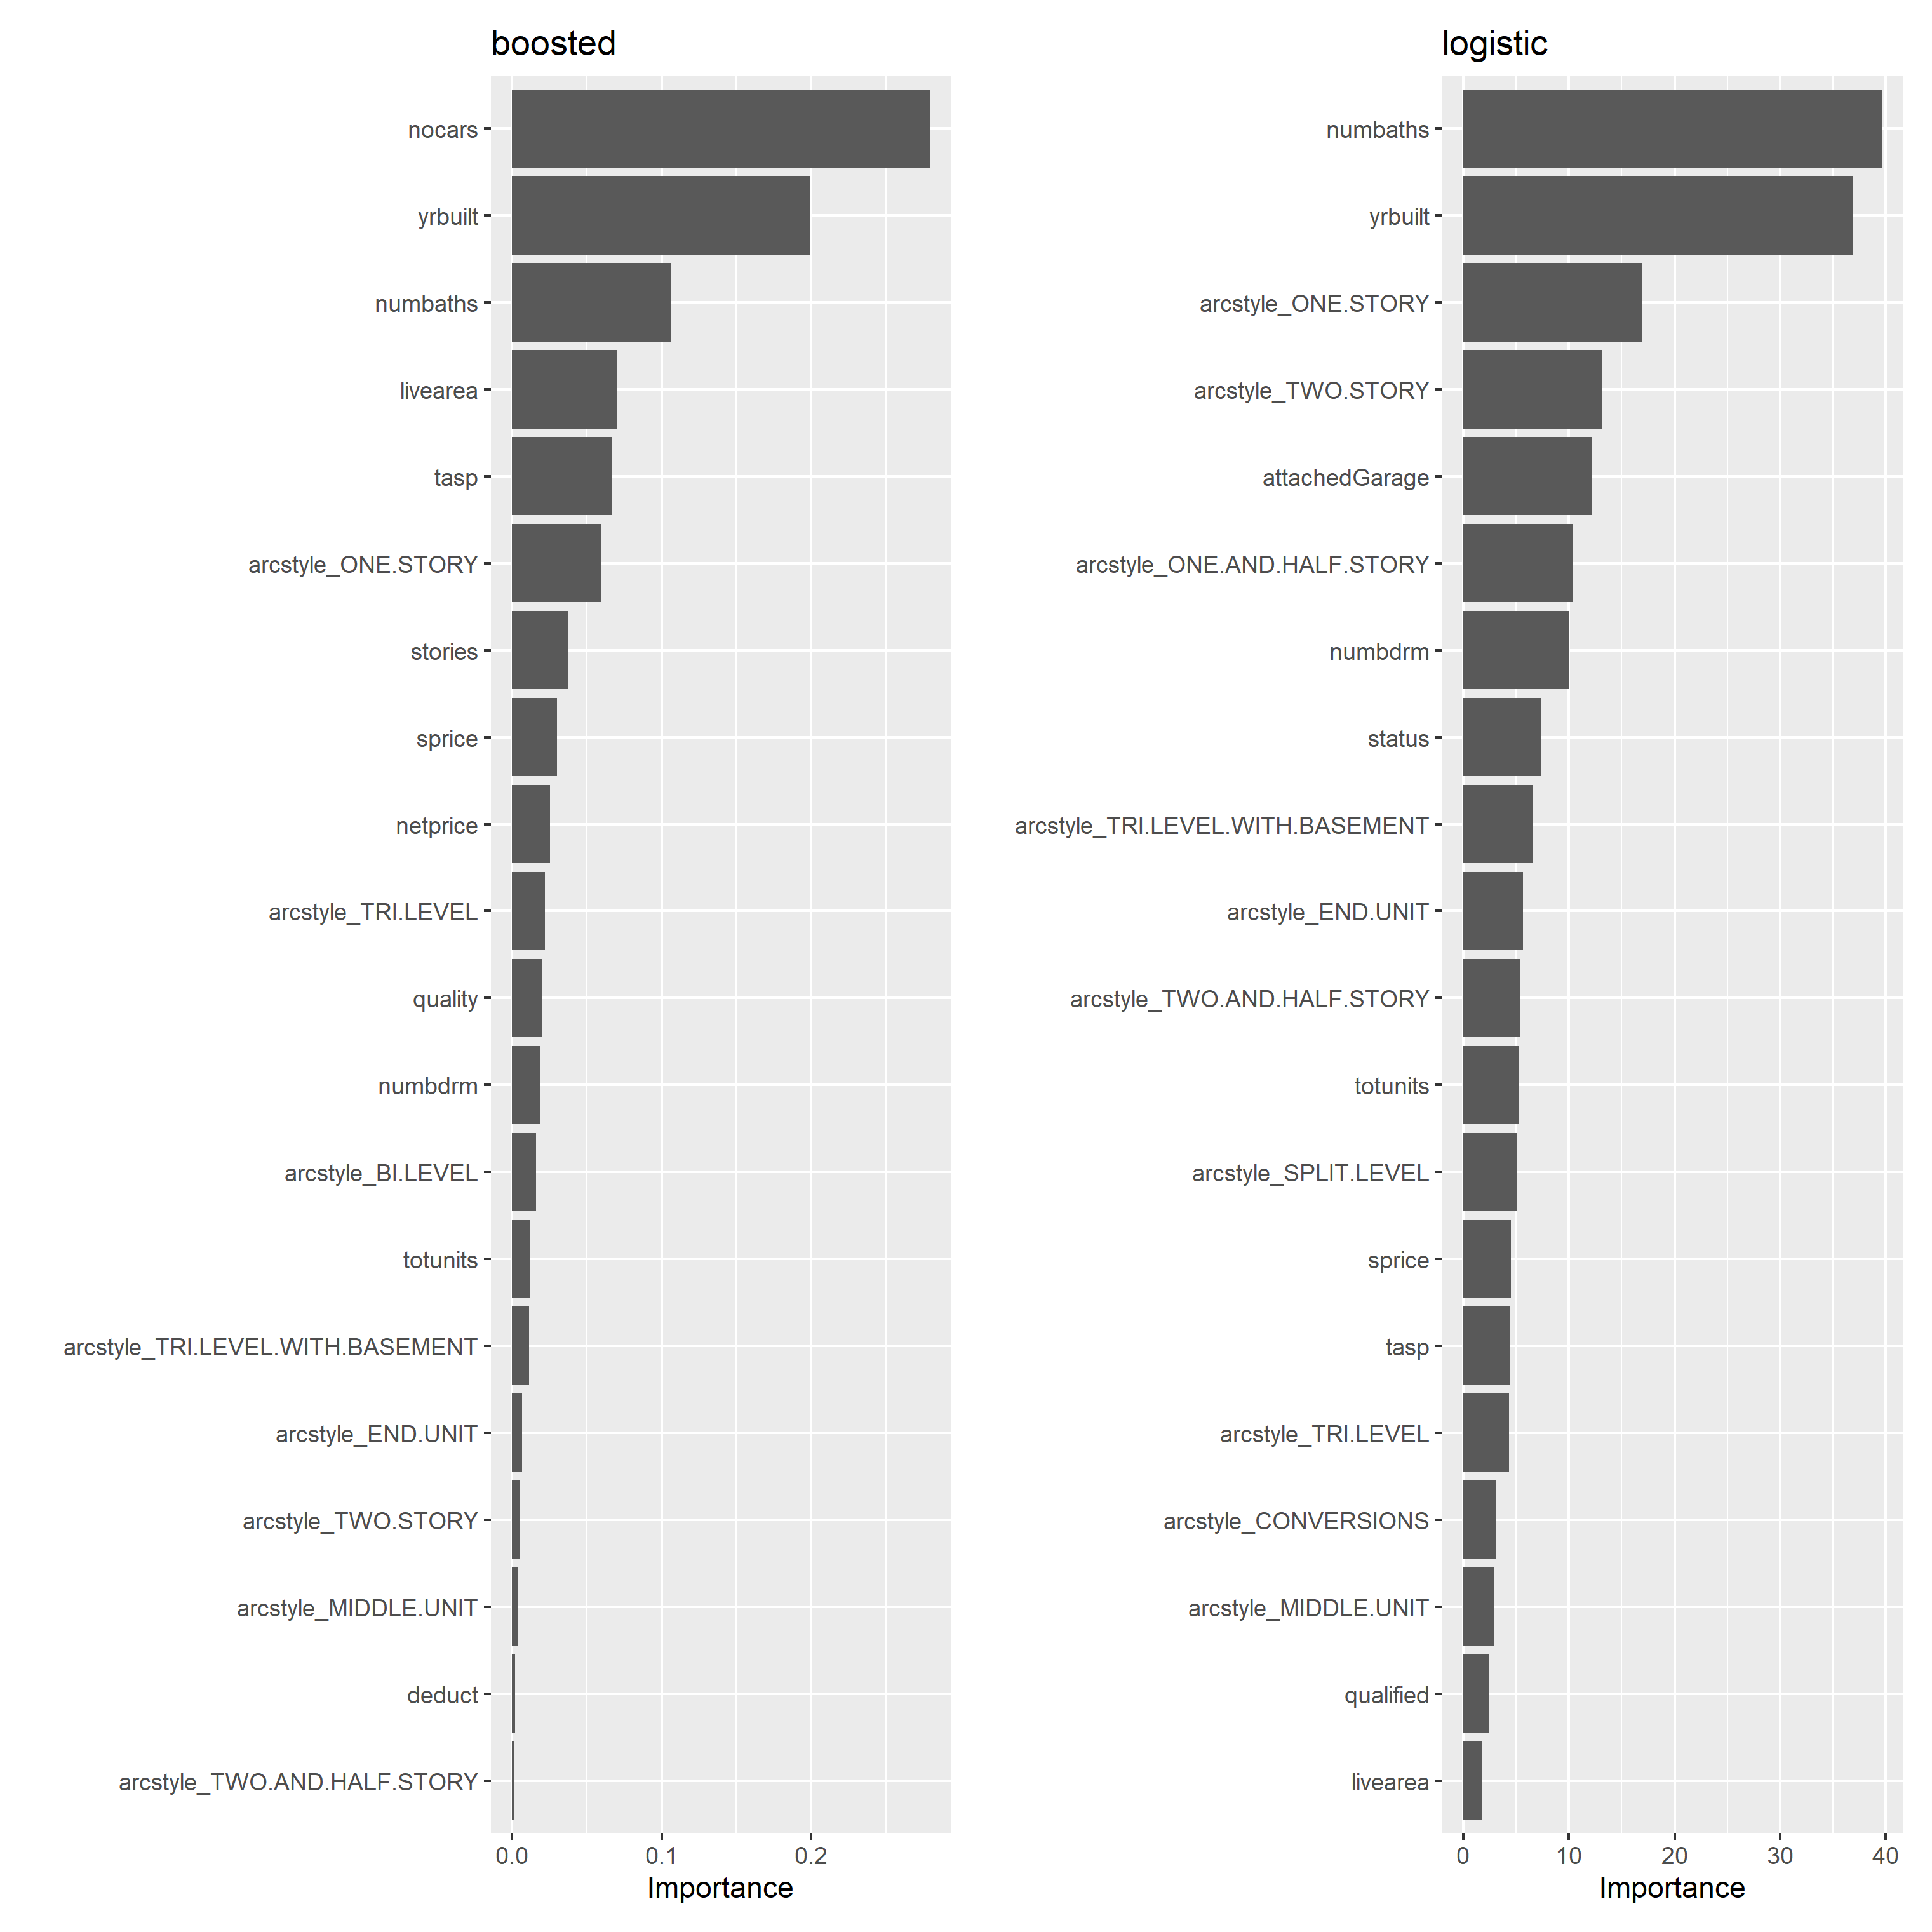 boosted
nocars
yrbuilt
numbaths
livearea
tasp
arcstyle_ONE.STORY
stories
sprice
netprice
arcstyle_TRI.LEVEL
quality
numbdrm
arcstyle_BI.LEVEL
totunits
arcstyle_TRI.LEVEL.WITH.BASEMENT
arcstyle_END.UNIT
arcstyle_TWO.STORY
arcstyle_MIDDLE.UNIT
deduct
arcstyle_TWO.AND.HALF.STORY
0.0 0.1 0.2
Importance
logistic
numbaths
yrbuilt
arcstyle_ONE.STORY
arcstyle_TWO.STORY
attachedGarage
arcstyle_ONE.AND.HALF.STORY
numbdrm
status
arcstyle_TRI.LEVEL.WITH.BASEMENT
arcstyle_END.UNIT
arcstyle_TWO.AND.HALF.STORY
totunits
arcstyle_SPLIT.LEVEL
sprice
tasp
arcstyle_TRI.LEVEL
arcstyle_CONVERSIONS
arcstyle_MIDDLE.UNIT
qualified
livearea
0 10 20 30 40
Importance